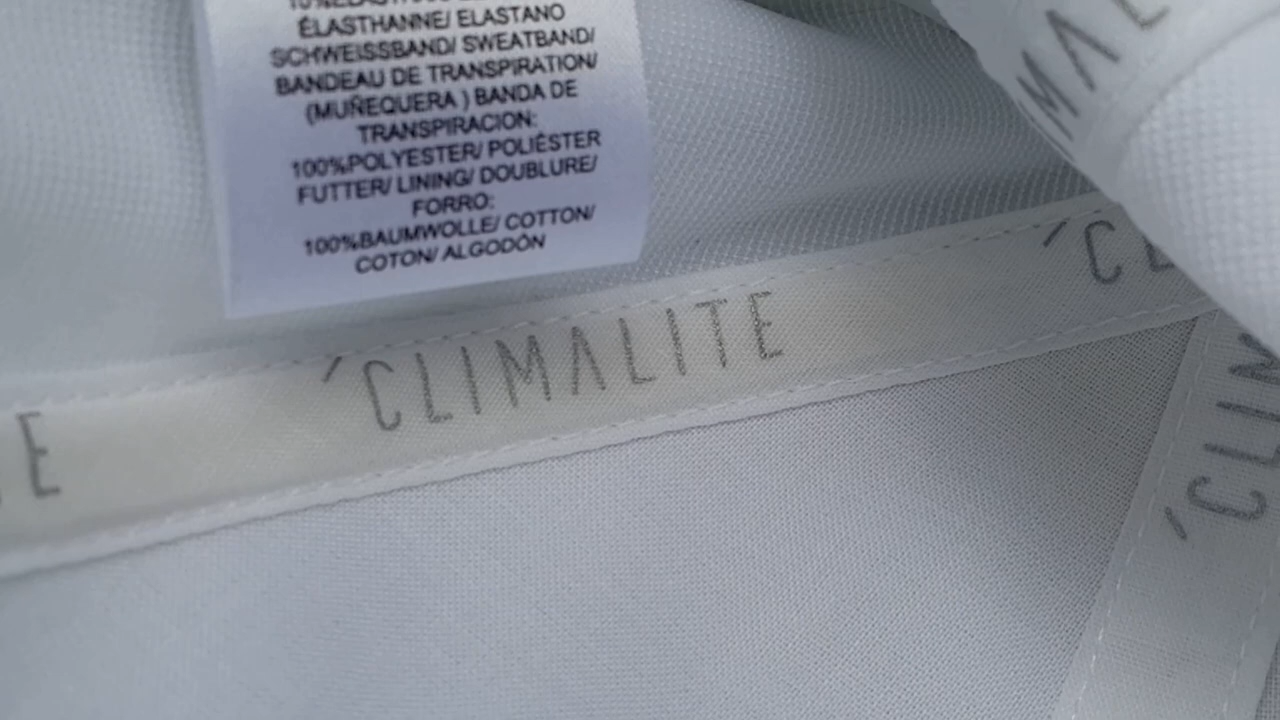 ÉLASTHANNE/ ELASTANO
SCHWEISSBAND/ SWEATBAND/
BANDEAU DE TRANSPIRATION/
(MUÑEQUERA ) BANDA DE
TRANSPIRACION:
100%POLYESTER/ POLIÉSTER
FUTTER/ LINING/ DOUBLURE/
FORRO:
100%BAUMWOLLE/ COTTON/
COTON/ ALGODÓN
´CLIMALITE